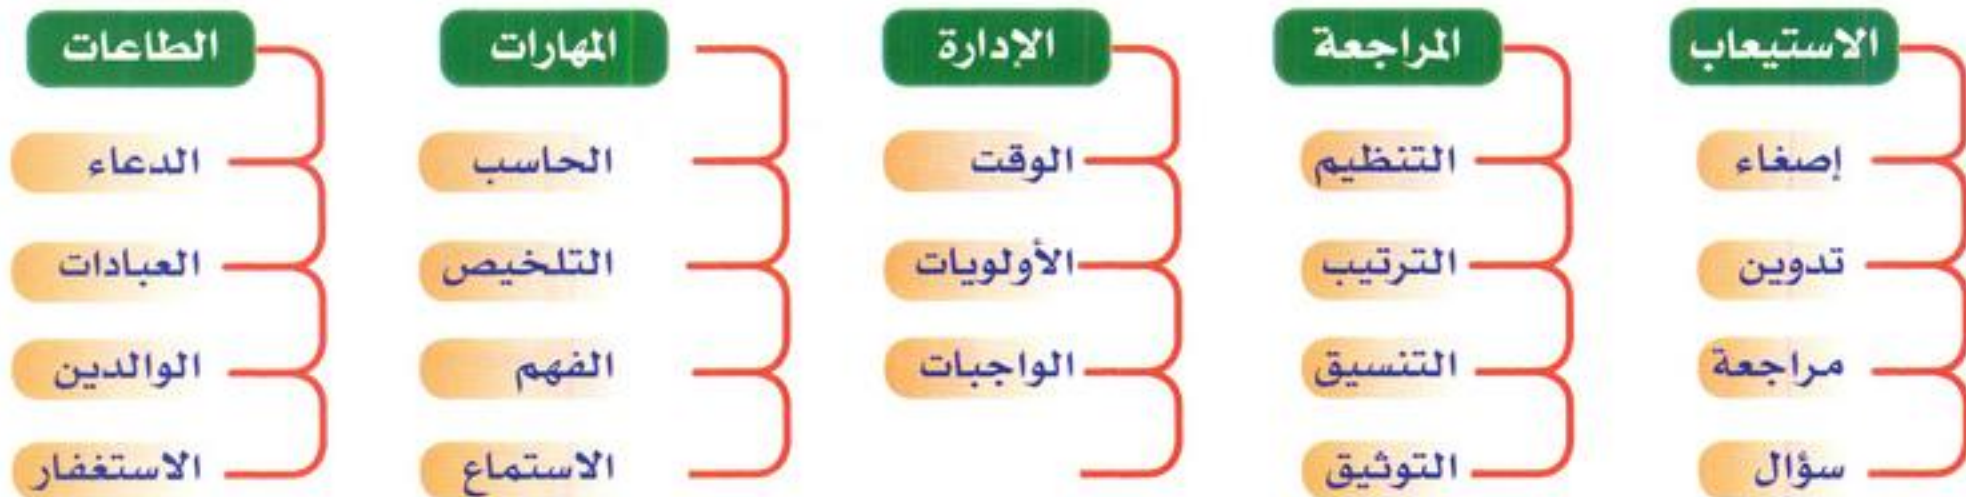 الاستيعاب
إصغاء
تدوين
مراجعة
سؤال
المراجعة
التنظيم
الترتيب
التنسيق
التوثيق
الإدارة
الوقت
الأولويات
الواجبات
المهارات
الحاسب
التلخيص
الفهم
الاستماع
الطاعات
الدعاء
العبادات
الوالدين
الاستغفار